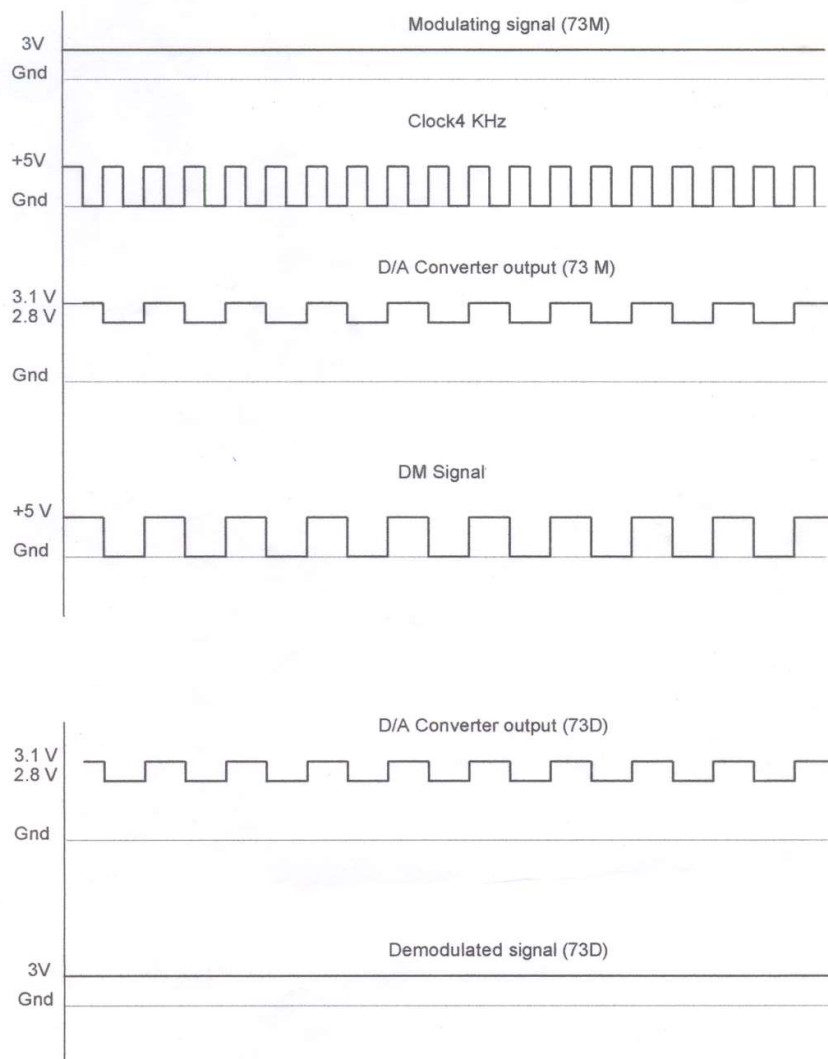 Modulating signal (73M)
3V
Gnd
Clock4 KHz
+5V
Gnd
D/A Converter output (73 M)
3.1 V
2.8 V
Gnd
DM Signal
+5 V
Gnd
D/A Converter output (73D)
3.1 V
2.8 V
Gnd
Demodulated signal (73D)
3V
Gnd